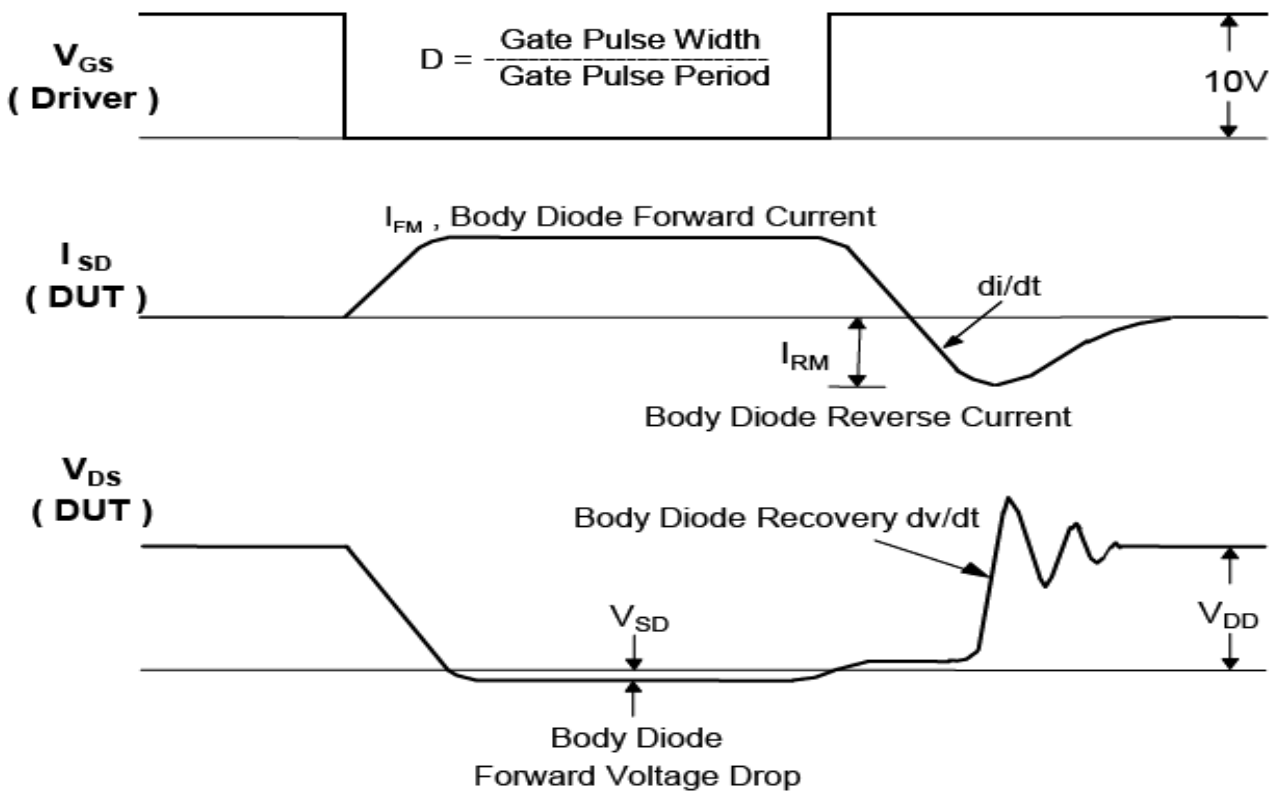 V_GS
( Driver )
D = Gate Pulse Width
Gate Pulse Period
10V
I_FM , Body Diode Forward Current
I_SD
( DUT )
di/dt
I_RM
Body Diode Reverse Current
V_DS
( DUT )
Body Diode Recovery dv/dt
V_SD
V_DD
Body Diode
Forward Voltage Drop